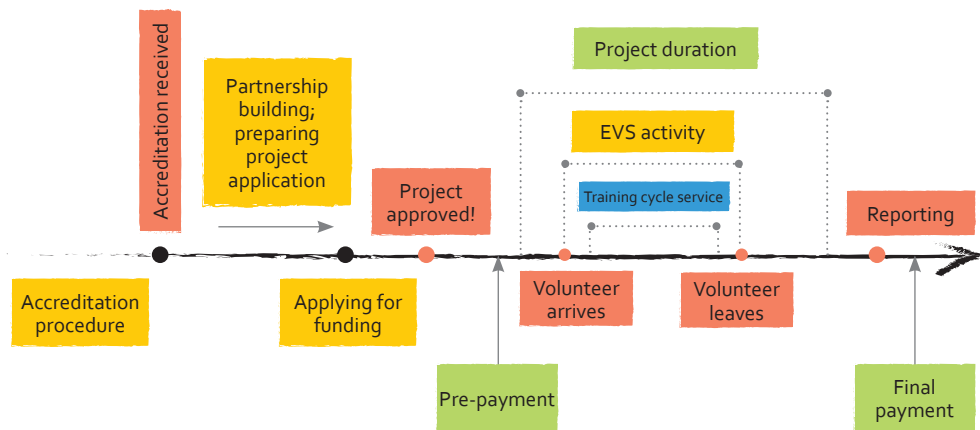 Accreditation received
Partnership
building;
preparing
project
application
Project
approved!
Project duration
EVS activity
Training cycle service
Reporting
Accreditation
procedure
Applying for
funding
Volunteer
arrives
Volunteer
leaves
Pre-payment
Final
payment